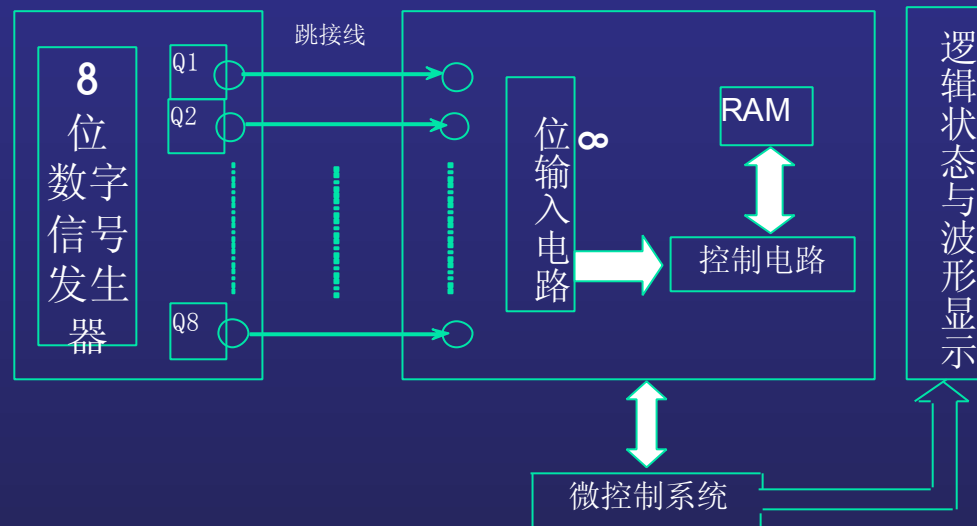 8
位
数字
信号
发生
器
Q1
Q2
Q8
跳接线
8
位输入电路
RAM
控制电路
逻辑状态与波形显示
微控制系统